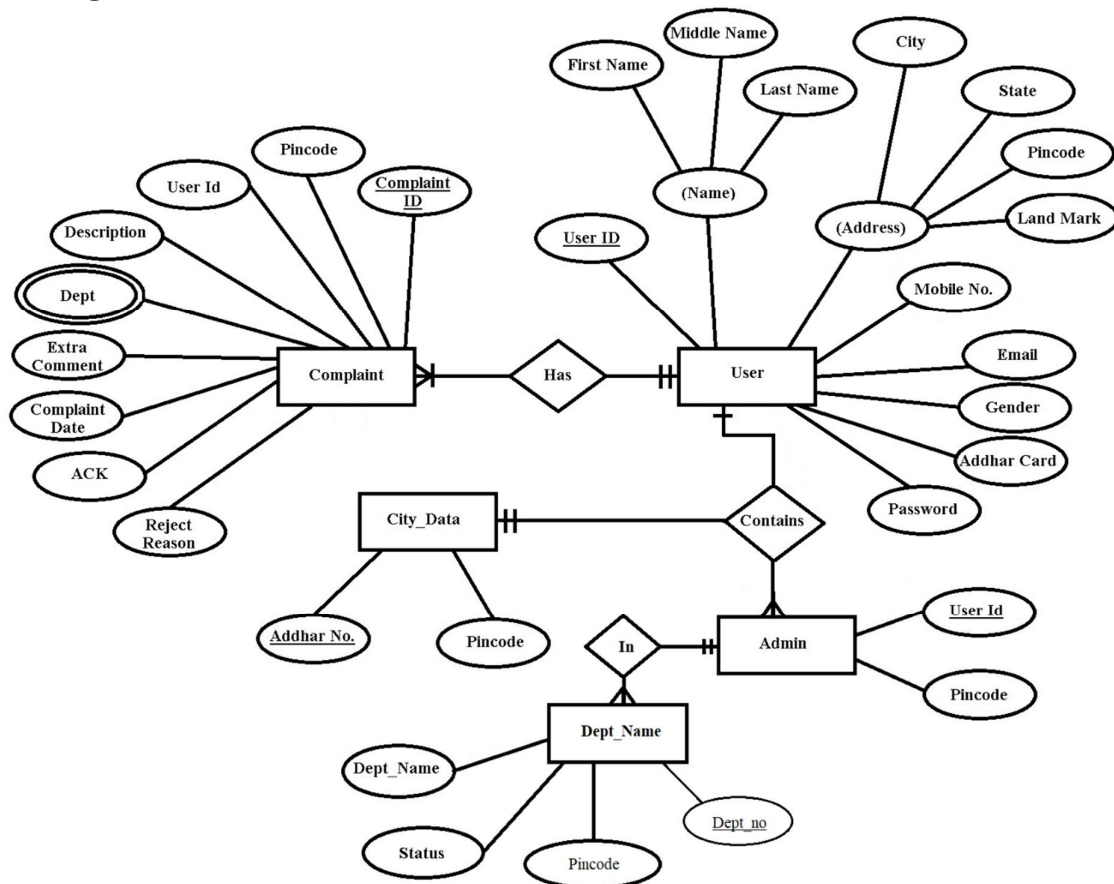 Middle Name
City
First Name
Last Name
State
Pincode
Pincode
User Id
Complaint
ID
(Name)
(Address)
Land Mark
Description
User ID
Dept
Mobile No.
Extra
Comment
Complaint
Has
User
Email
Gender
Complaint
Date
ACK
Addhar Card
Reject
Reason
City_Data
Contains
Password
Addhar No.
Pincode
In
Admin
User Id
Pincode
Dept_Name
Dept_Name
Status
Pincode
Dept_no